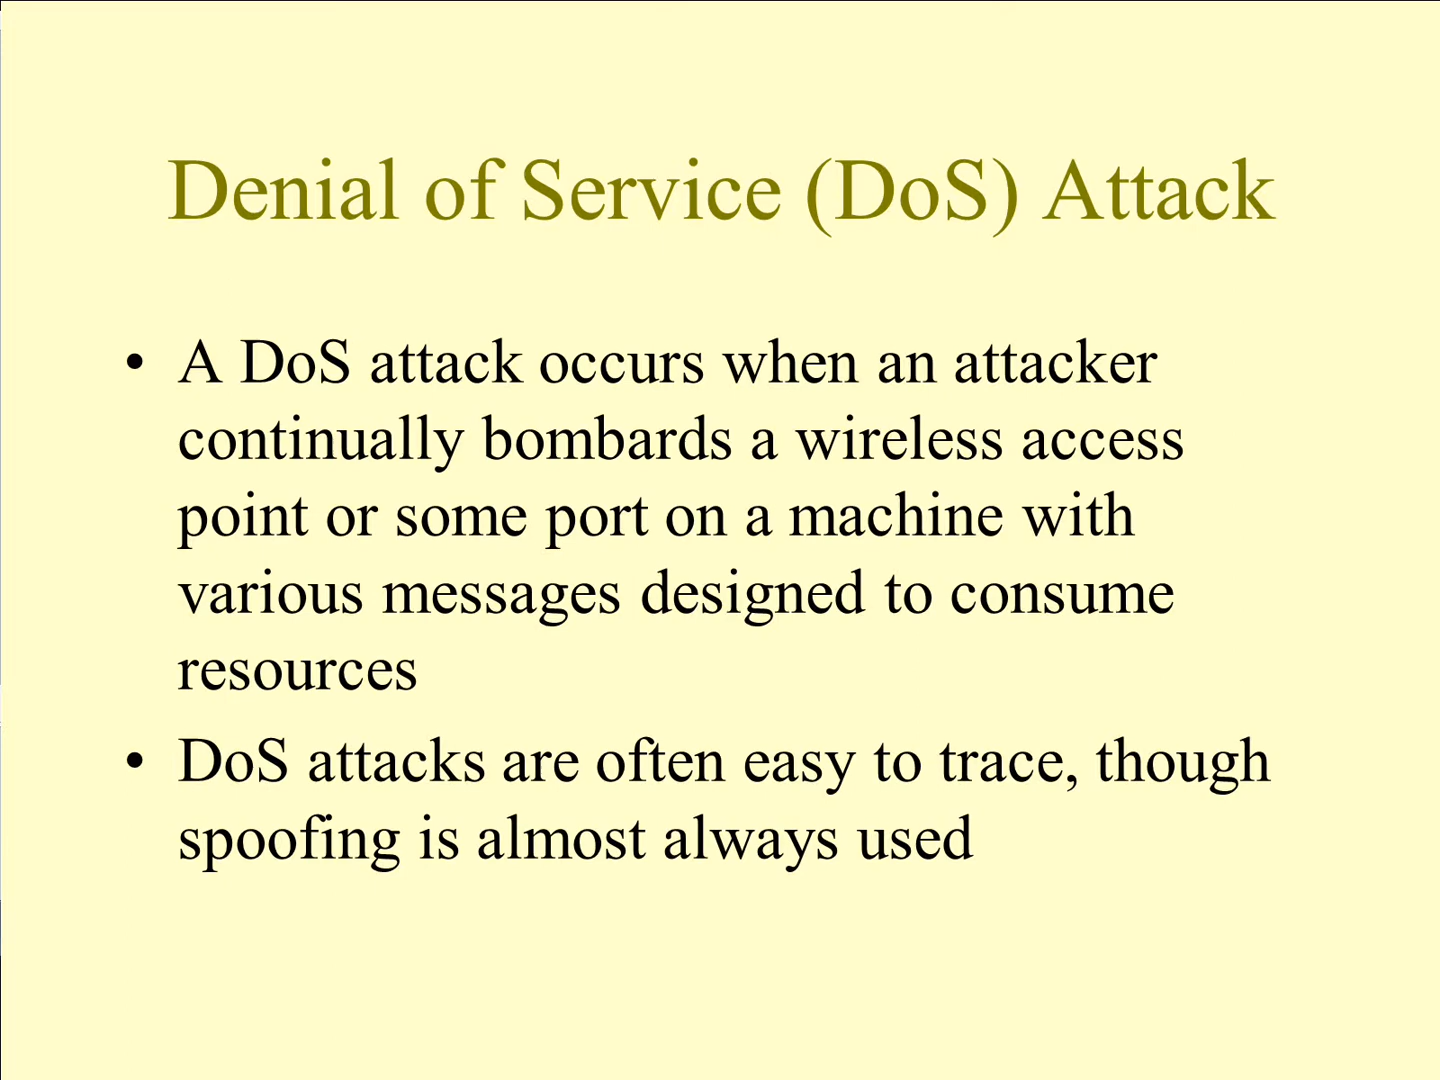 Denial of Service (DoS) Attack
• A DoS attack occurs when an attacker
continually bombards a wireless access
point or some port on a machine with
various messages designed to consume
resources
• DoS attacks are often easy to trace, though
spoofing is almost always used